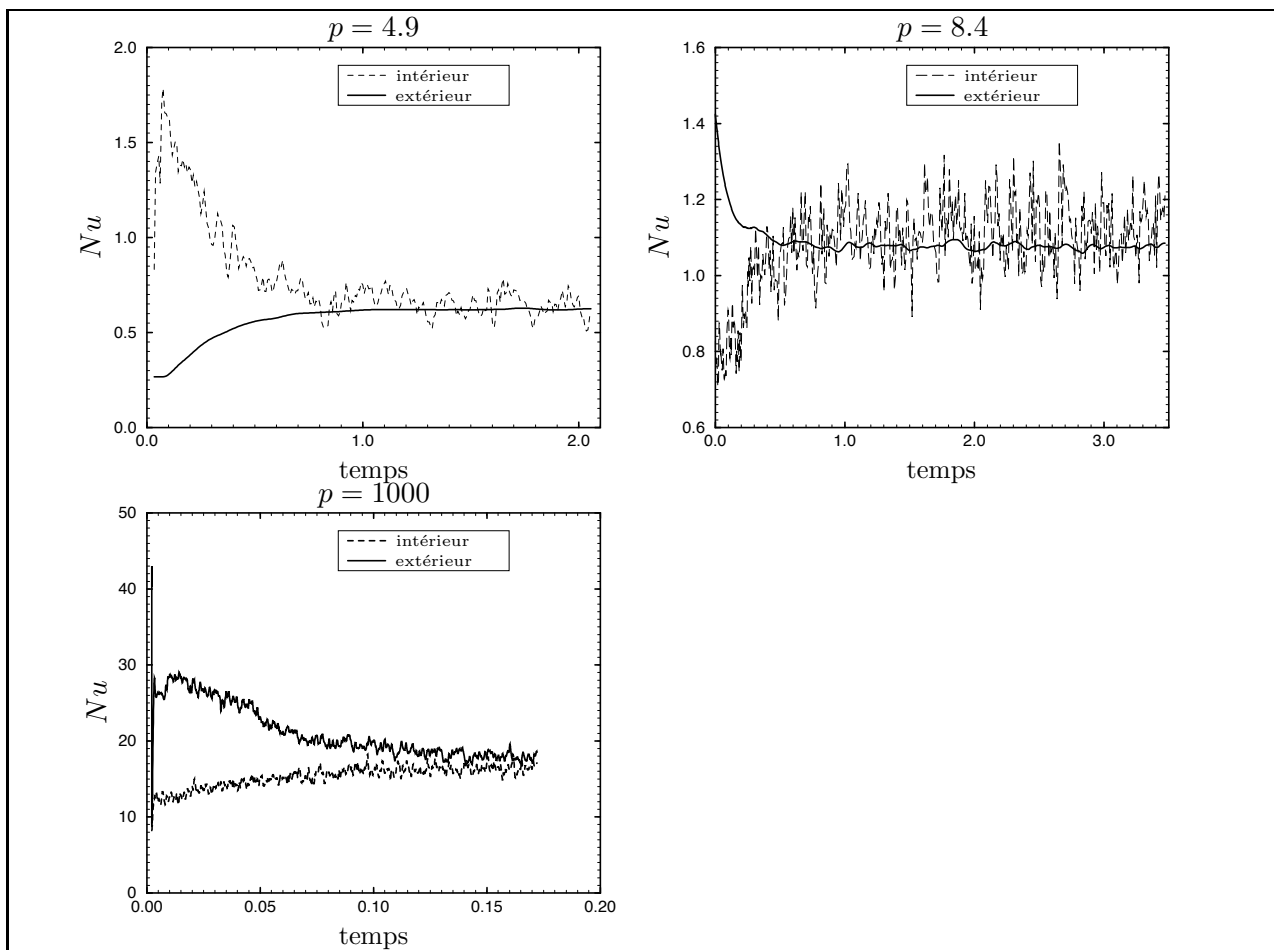 p = 4.9
2.0
1.5
1.0
0.5
0.0
Nu
intérieur
extérieur
0.0 1.0 2.0
temps
p = 8.4
1.6
1.4
1.2
1.0
0.8
0.6
Nu
intérieur
extérieur
0.0 1.0 2.0 3.0
temps
p = 1000
50
40
30
20
10
0
Nu
intérieur
extérieur
0.00 0.05 0.10 0.15 0.20
temps